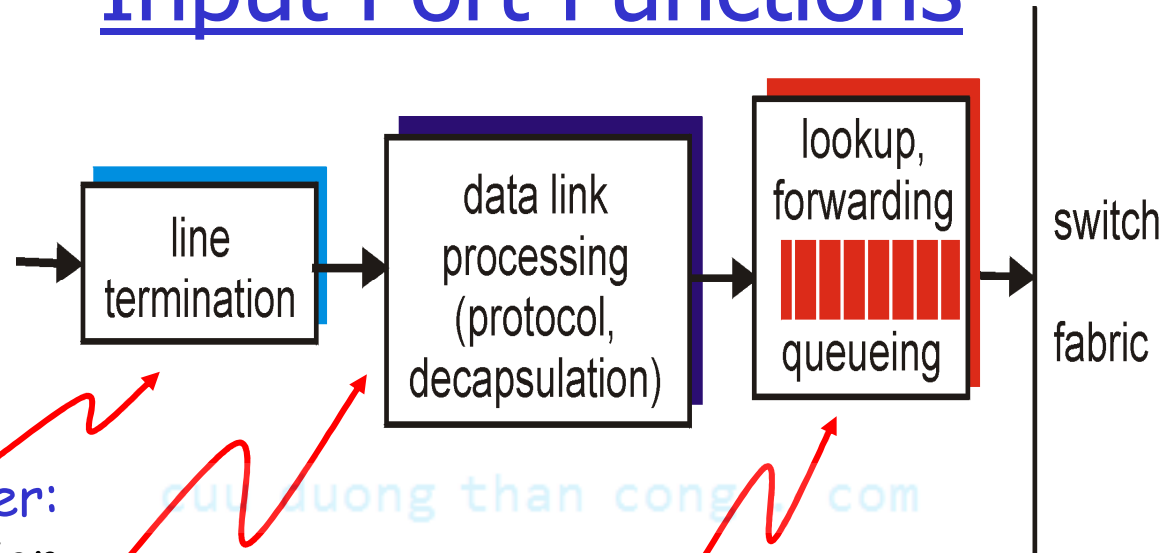 Input Port Functions
line
termination
data link
processing
(protocol,
decapsulation)
lookup,
forwarding
queueing
switch
fabric
er:
cuu duong than cong . com